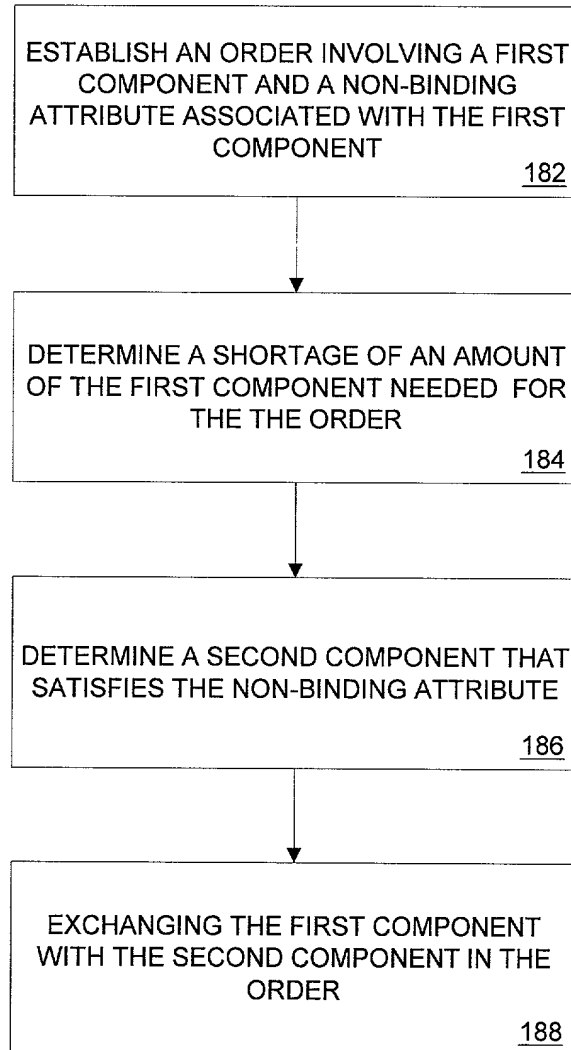 ESTABLISH AN ORDER INVOLVING A FIRST
COMPONENT AND A NON-BINDING
ATTRIBUTE ASSOCIATED WITH THE FIRST
COMPONENT
182
DETERMINE A SHORTAGE OF AN AMOUNT
OF THE FIRST COMPONENT NEEDED FOR
THE THE ORDER
184
DETERMINE A SECOND COMPONENT THAT
SATISFIES THE NON-BINDING ATTRIBUTE
186
EXCHANGING THE FIRST COMPONENT
WITH THE SECOND COMPONENT IN THE
ORDER
188